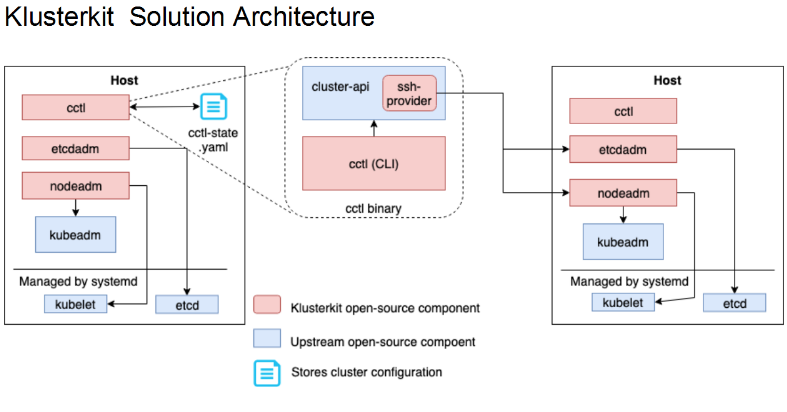 Klusterkit Solution Architecture
Host
cctl
cctl-state
.yaml
etcdadm
nodeadm
kubeadm
Managed by systemd
kubelet
etcd
cluster-api
ssh-
provider
cctl (CLI)
cctl binary
Host
cctl
etcdadm
nodeadm
kubeadm
Managed by systemd
kubelet
etcd
Klusterkit open-source component
Upstream open-source compoent
Stores cluster configuration